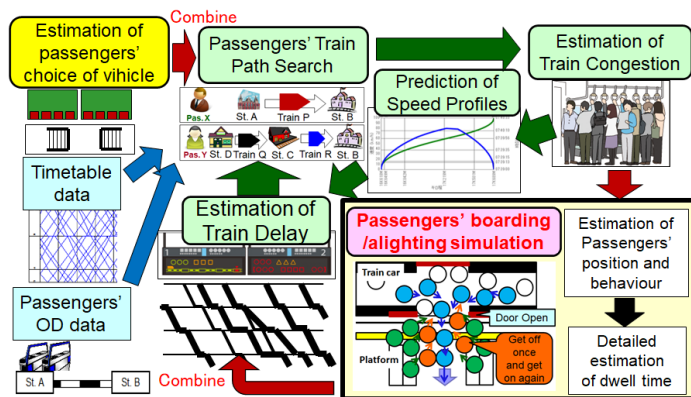 Combine
Estimation of
passengers'
choice of vihicle
Passengers' Train
Path Search
Estimation of
Train Congestion
Prediction of
Speed Profiles
Pas.X
St. A
Train P
St. B
Pas.Y
St. D
Train Q
St. C
Train R
St. B
Timetable
data
Passengers'
OD data
St. A
St. B
Estimation of
Train Delay
1
2
Combine
Passengers' boarding
/alighting simulation
Train car
Door Open
Get off
once and get
on again
Platform
Estimation of
Passengers'
position and
behaviour
Detailed
estimation
of dwell time